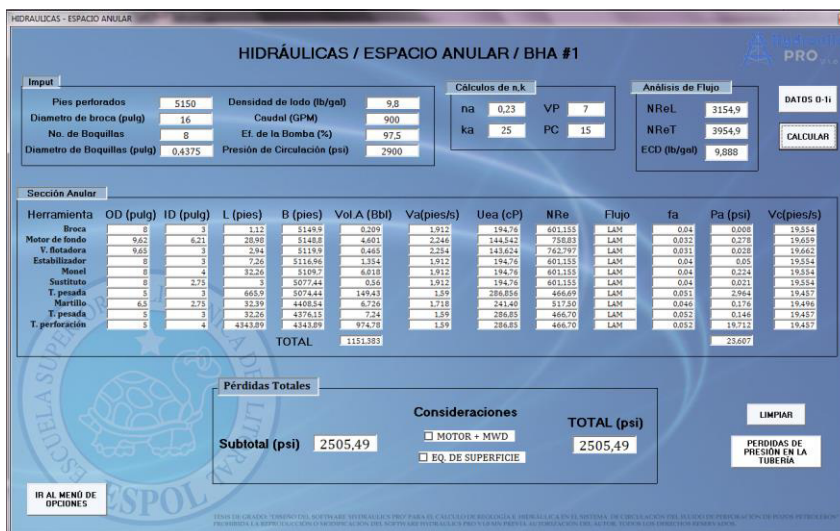 HIDRAULICAS - ESPACIO ANULAR
HIDRÁULICAS / ESPACIO ANULAR / BHA #1
PRO
Imput
Pies perforados 5150 Densidad de lodo (lb/gal) 9,8
Diametro de broca (pulg) 16 Caudal (GPM) 900
No. de Boquillas 8 Ef. de la Bomba (%) 97,5
Diametro de Boquillas (pulg) 0,4375 Presión de Circulación (psi) 2900
Cálculos de n,k
na 0,23 VP 7
ka 25 PC 15
Análisis de Flujo
NReL 3154,9
NReT 3954,9
ECD (lb/gal) 9,888
DATOS 0-1i
CALCULAR
Sección Anular
Herramienta OD (pulg) ID (pulg) L (pies) B (pies) Vol.A (Bbl) Va(pies/s) Uea (cP) NRe Flujo fa Pa (psi) Vc(pies/s)
Broca 8 3 1,12 5149,9 0,209 1,912 194,76 601,155 LAM 0,04 0,008 19,554
Motor de fondo 9,62 6,21 28,98 5148,8 4,601 2,246 144,542 758,83 LAM 0,032 0,278 19,659
V. flotadora 9,65 3 2,94 5119,9 0,465 2,254 143,624 762,797 LAM 0,031 0,028 19,662
Estabilizador 8 3 7,26 5116,96 1,354 1,912 194,76 601,155 LAM 0,04 0,05 19,554
Monel 8 4 32,26 5109,7 6,018 1,912 194,76 601,155 LAM 0,04 0,224 19,554
Sustituto 8 2,75 3 5077,44 0,56 1,912 194,76 601,155 LAM 0,04 0,021 19,554
T. pesada 5 3 665,9 5074,44 149,43 1,59 286,856 466,69 LAM 0,051 2,964 19,457
Martillo 6,5 2,75 32,39 4408,54 6,726 1,718 241,40 517,50 LAM 0,046 0,176 19,496
T. pesada 5 3 32,26 4376,15 7,24 1,59 286,85 466,70 LAM 0,052 0,146 19,457
T. perforación 5 4 4343,89 4343,89 974,78 1,59 286,85 466,70 LAM 0,052 19,712 19,457
TOTAL 1151,383 23,607
Pérdidas Totales
Subtotal (psi) 2505,49
Consideraciones
MOTOR + MWD
EQ. DE SUPERFICIE
TOTAL (psi)
2505,49
LIMPIAR
PERDIDAS DE PRESIÓN EN LA TUBERÍA
IR AL MENÚ DE OPCIONES
ESPOL